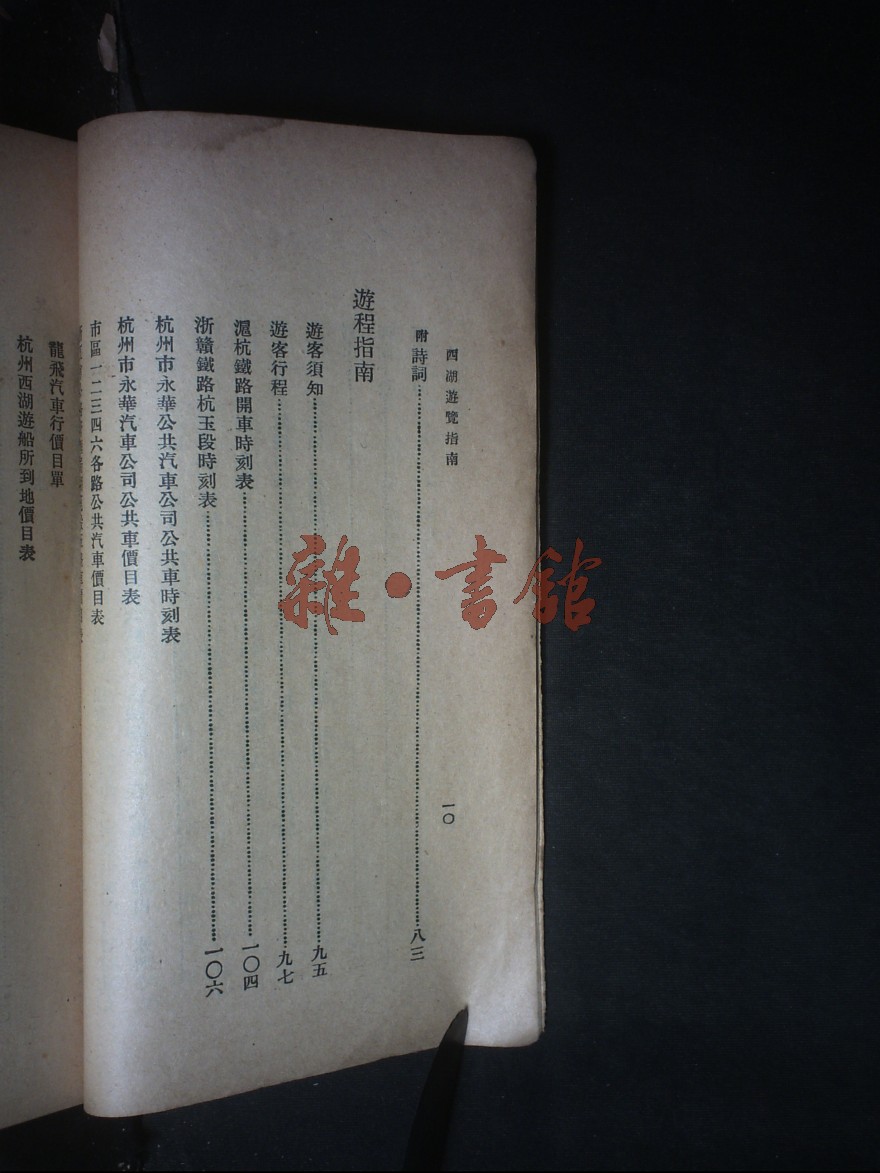 西湖遊覽指南
一〇
附詩詞……八三
遊程指南
遊客須知……九五
遊客行程……九七
滬杭鐵路開車時刻表……一〇四
浙贛鐵路杭玉段時刻表……一〇六
杭州市永華公共汽車公司公共車時刻表
杭州市永華汽車公司公共車價目表
市區一二三四六各路公共汽車價目表
龍飛汽車行價目單
杭州西湖遊船所到地價目表
雜·書館